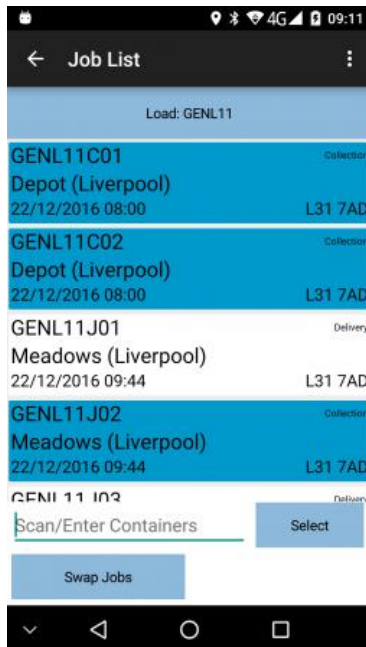 4G 09:11
Job List
Load: GENL11
GENL11C01 Collection
Depot (Liverpool)
22/12/2016 08:00 L31 7AD
GENL11C02 Collection
Depot (Liverpool)
22/12/2016 08:00 L31 7AD
GENL11J01 Delivery
Meadows (Liverpool)
22/12/2016 09:44 L31 7AD
GENL11J02 Collection
Meadows (Liverpool)
22/12/2016 09:44 L31 7AD
GENL11J03 Delivery
Scan/Enter Containers Select
Swap Jobs